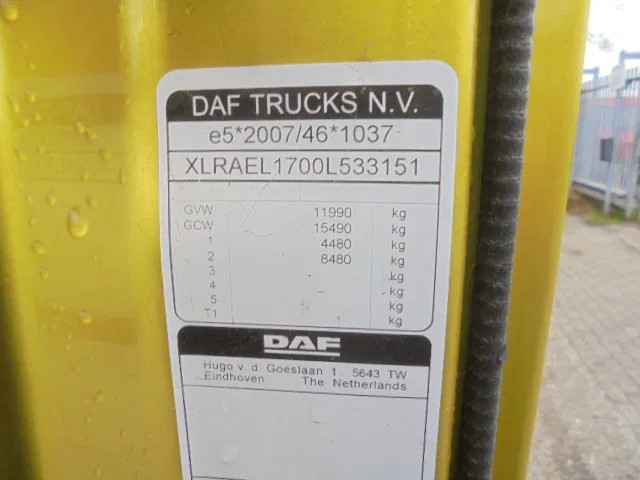 DAF TRUCKS N.V.
e5*2007/46*1037
XLRAEL1700L533151
GVW 11990 kg
GCW 15490 kg
1 4480 kg
2 8480 kg
3 - kg
4 - kg
5 kg
T1 kg
DAF
Hugo v. d. Goeslaan 1 5643 TW
Eindhoven The Netherlands